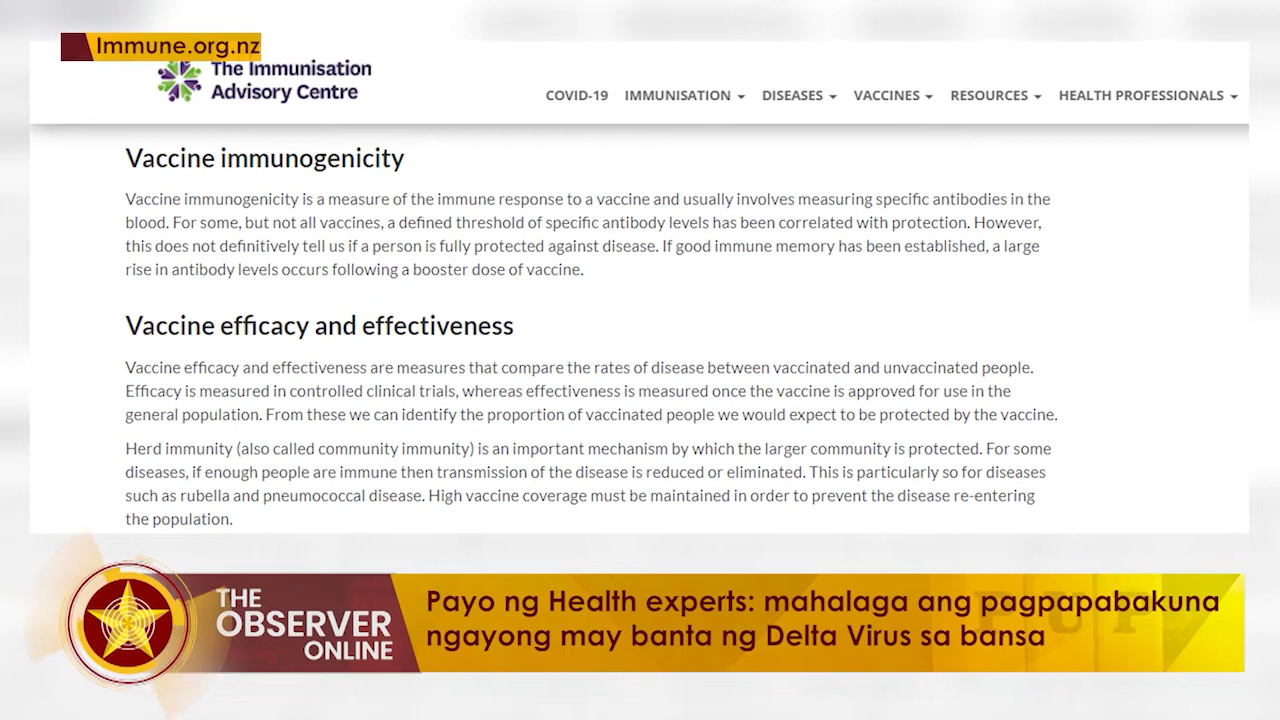 Immune.org.nz
The Immunisation
Advisory Centre
COVID-19 IMMUNISATION DISEASES VACCINES RESOURCES HEALTH PROFESSIONALS
Vaccine immunogenicity
Vaccine immunogenicity is a measure of the immune response to a vaccine and usually involves measuring specific antibodies in the
blood. For some, but not all vaccines, a defined threshold of specific antibody levels has been correlated with protection. However,
this does not definitively tell us if a person is fully protected against disease. If good immune memory has been established, a large
rise in antibody levels occurs following a booster dose of vaccine.
Vaccine efficacy and effectiveness
Vaccine efficacy and effectiveness are measures that compare the rates of disease between vaccinated and unvaccinated people.
Efficacy is measured in controlled clinical trials, whereas effectiveness is measured once the vaccine is approved for use in the
general population. From these we can identify the proportion of vaccinated people we would expect to be protected by the vaccine.
Herd immunity (also called community immunity) is an important mechanism by which the larger community is protected. For some
diseases, if enough people are immune then transmission of the disease is reduced or eliminated. This is particularly so for diseases
such as rubella and pneumococcal disease. High vaccine coverage must be maintained in order to prevent the disease re-entering
the population.
THE
OBSERVER
ONLINE
Payo ng Health experts: mahalaga ang pagpapabakuna
ngayong may banta ng Delta Virus sa bansa
PUP